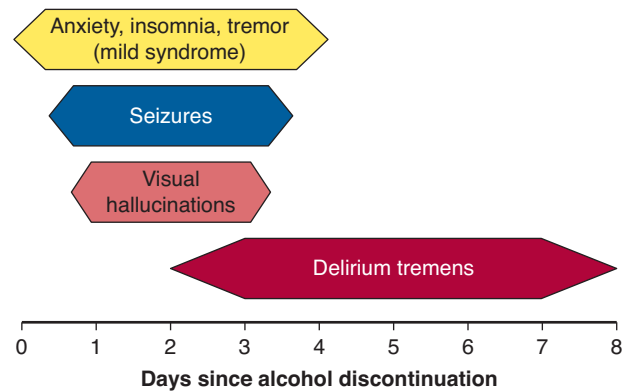 Anxiety, insomnia, tremor
(mild syndrome)
Seizures
Visual
hallucinations
Delirium tremens
0 1 2 3 4 5 6 7 8
Days since alcohol discontinuation